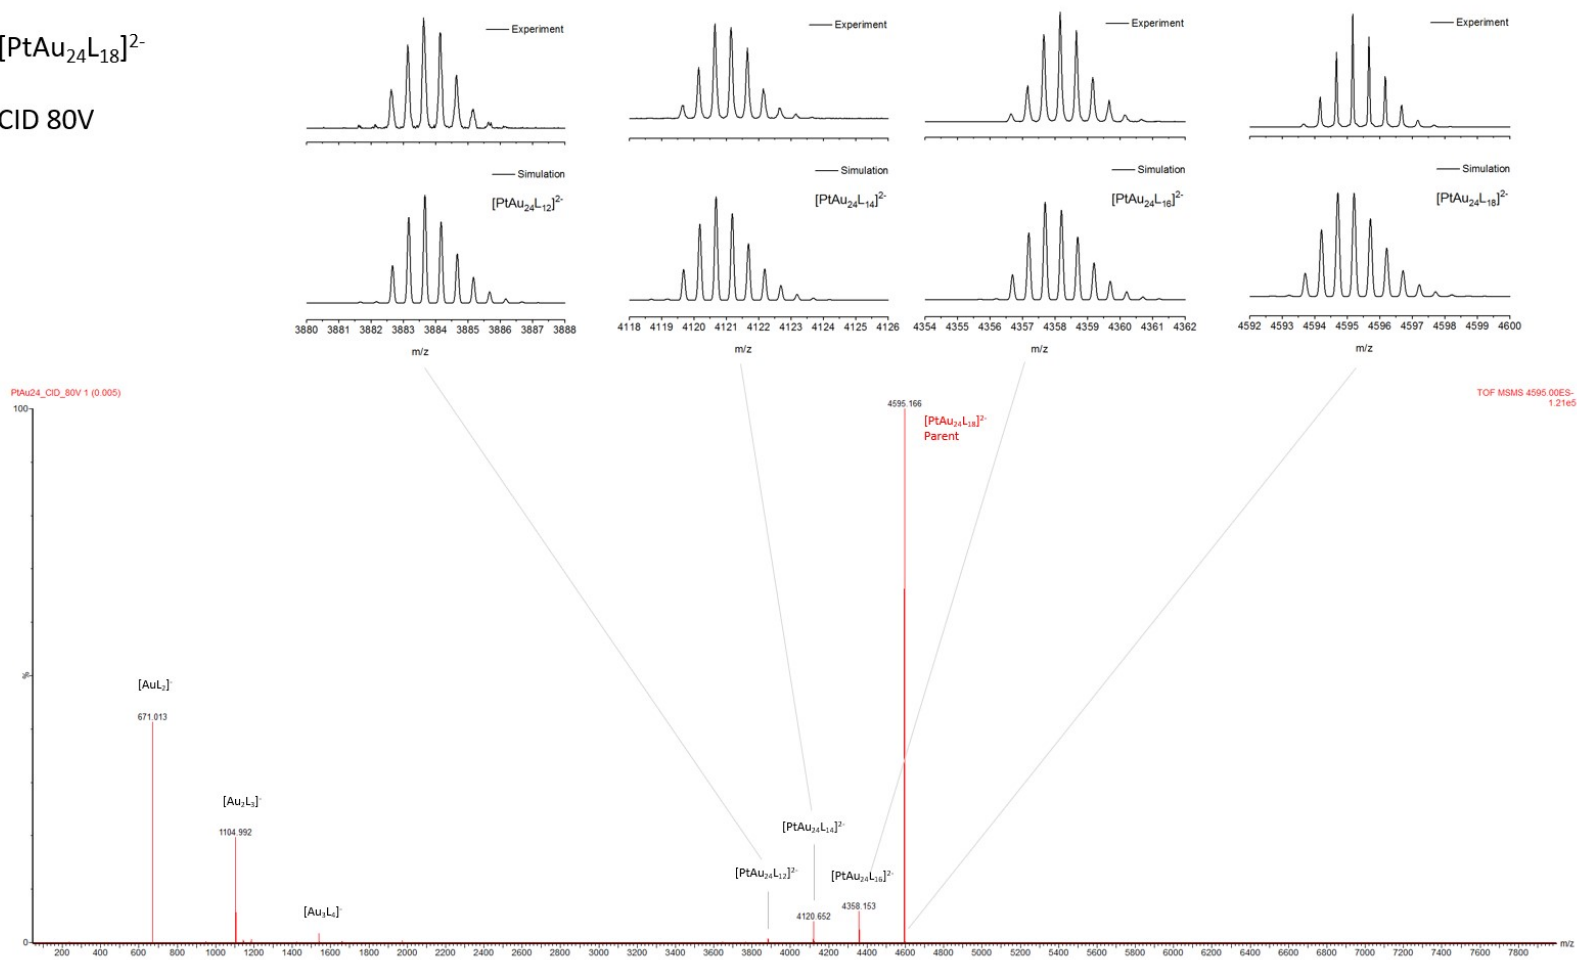 [PtAu24L18]2-
CID 80V
Experiment
Experiment
Experiment
Experiment
Simulation
[PtAu24L12]2-
Simulation
[PtAu24L14]2-
Simulation
[PtAu24L16]2-
Simulation
[PtAu24L18]2-
3880 3881 3882 3883 3884 3885 3886 3887 3888
m/z
4118 4119 4120 4121 4122 4123 4124 4125 4126
m/z
4354 4355 4356 4357 4358 4359 4360 4361 4362
m/z
4592 4593 4594 4595 4596 4597 4598 4599 4600
m/z
PtAu24_CID_80V 1 (0.005)
TOF MSMS 4595.00ES-
1.21e5
100
4595.166
[PtAu24L18]2-
Parent
%
[AuL2]-
671.013
[Au2L3]-
1104.992
[Au3L4]-
[PtAu24L12]2-
[PtAu24L14]2-
4120.652
[PtAu24L16]2-
4358.153
0
200 400 600 800 1000 1200 1400 1600 1800 2000 2200 2400 2600 2800 3000 3200 3400 3600 3800 4000 4200 4400 4600 4800 5000 5200 5400 5600 5800 6000 6200 6400 6600 6800 7000 7200 7400 7600 7800
m/z